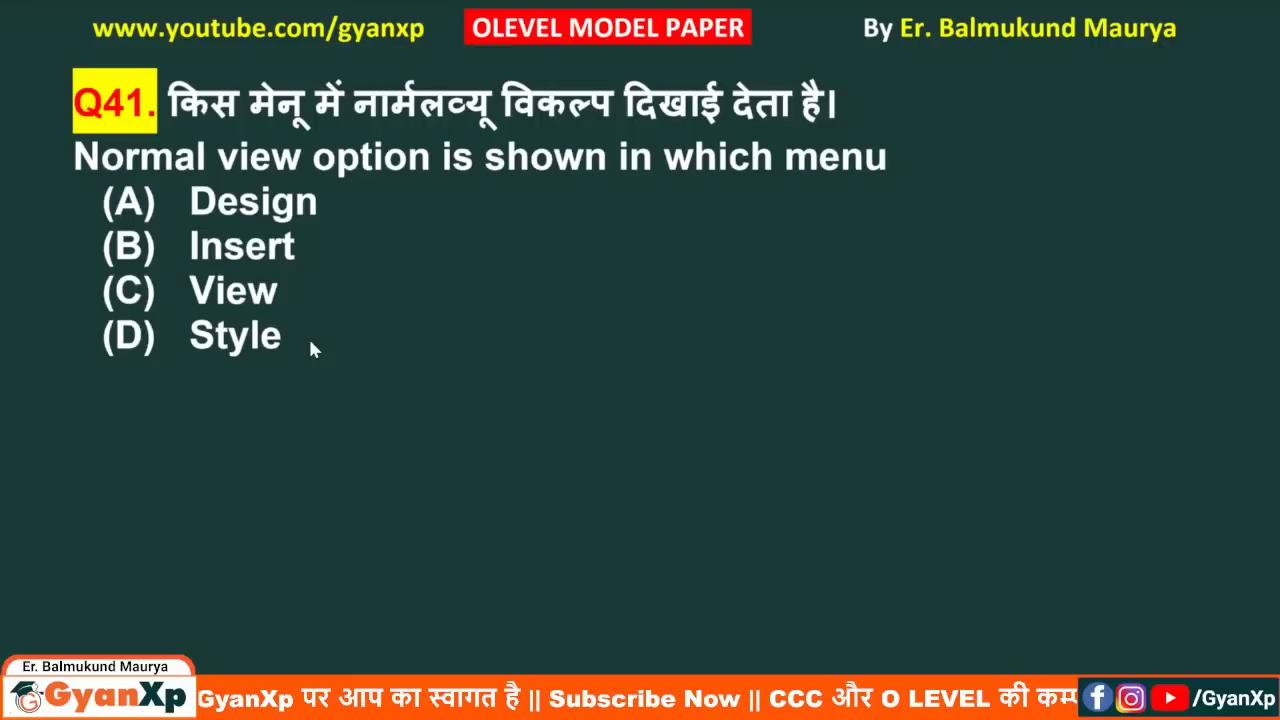 www.youtube.com/gyanxp OLEVEL MODEL PAPER By Er. Balmukund Maurya
Q41. किस मेनू में नार्मलव्यू विकल्प दिखाई देता है।
Normal view option is shown in which menu
(A) Design
(B) Insert
(C) View
(D) Style
Er. Balmukund Maurya
GyanXp GyanXp पर आप का स्वागत है || Subscribe Now || CCC और O LEVEL की कम्प /GyanXp